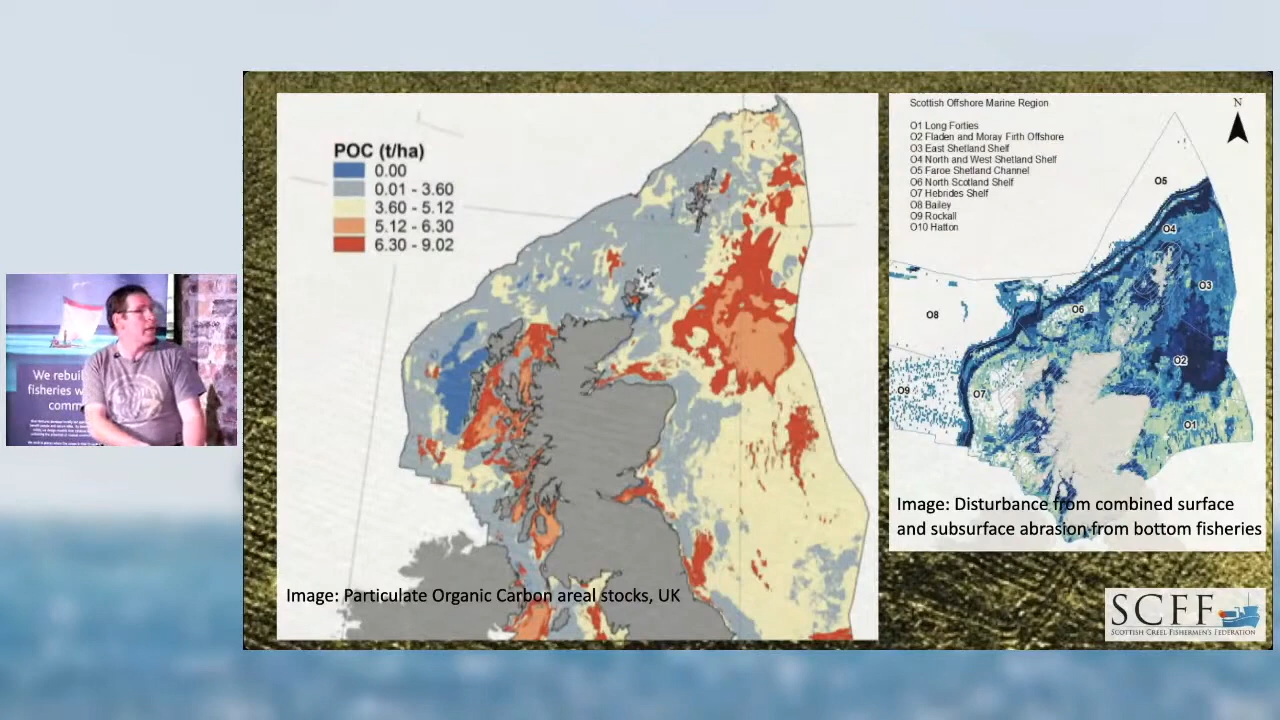 POC (t/ha)
0.00
0.01 - 3.60
3.60 - 5.12
5.12 - 6.30
6.30 - 9.02
Image: Particulate Organic Carbon areal stocks, UK
Scottish Offshore Marine Region
O1 Long Forties
O2 Fladen and Moray Firth Offshore
O3 East Shetland Shelf
O4 North and West Shetland Shelf
O5 Faroe Shetland Channel
O6 North Scotland Shelf
O7 Hebrides Shelf
O8 Bailey
O9 Rockall
O10 Hatton
N
O5
O4
O3
O8
O6
O2
O9
O7
O1
Image: Disturbance from combined surface
and subsurface abrasion from bottom fisheries
SCFF
SCOTTISH CREEL FISHERMEN'S FEDERATION
We rebuil
fisheries w
comm